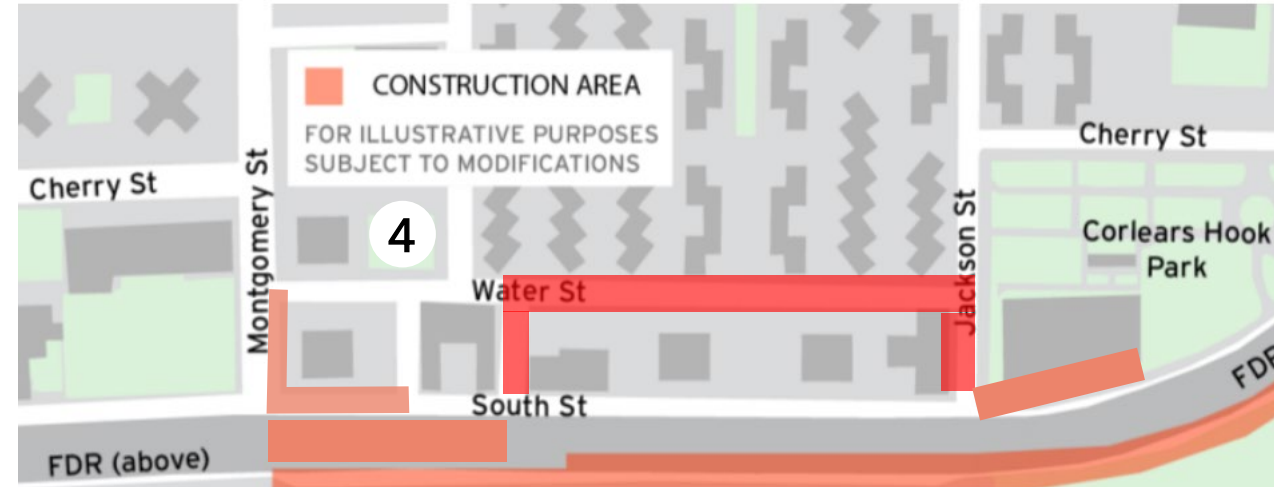 CONSTRUCTION AREA
FOR ILLUSTRATIVE PURPOSES
SUBJECT TO MODIFICATIONS
Cherry St
Cherry St
Montgomery St
4
Jackson St
Corlears Hook
Park
Water St
South St
FDR
FDR (above)